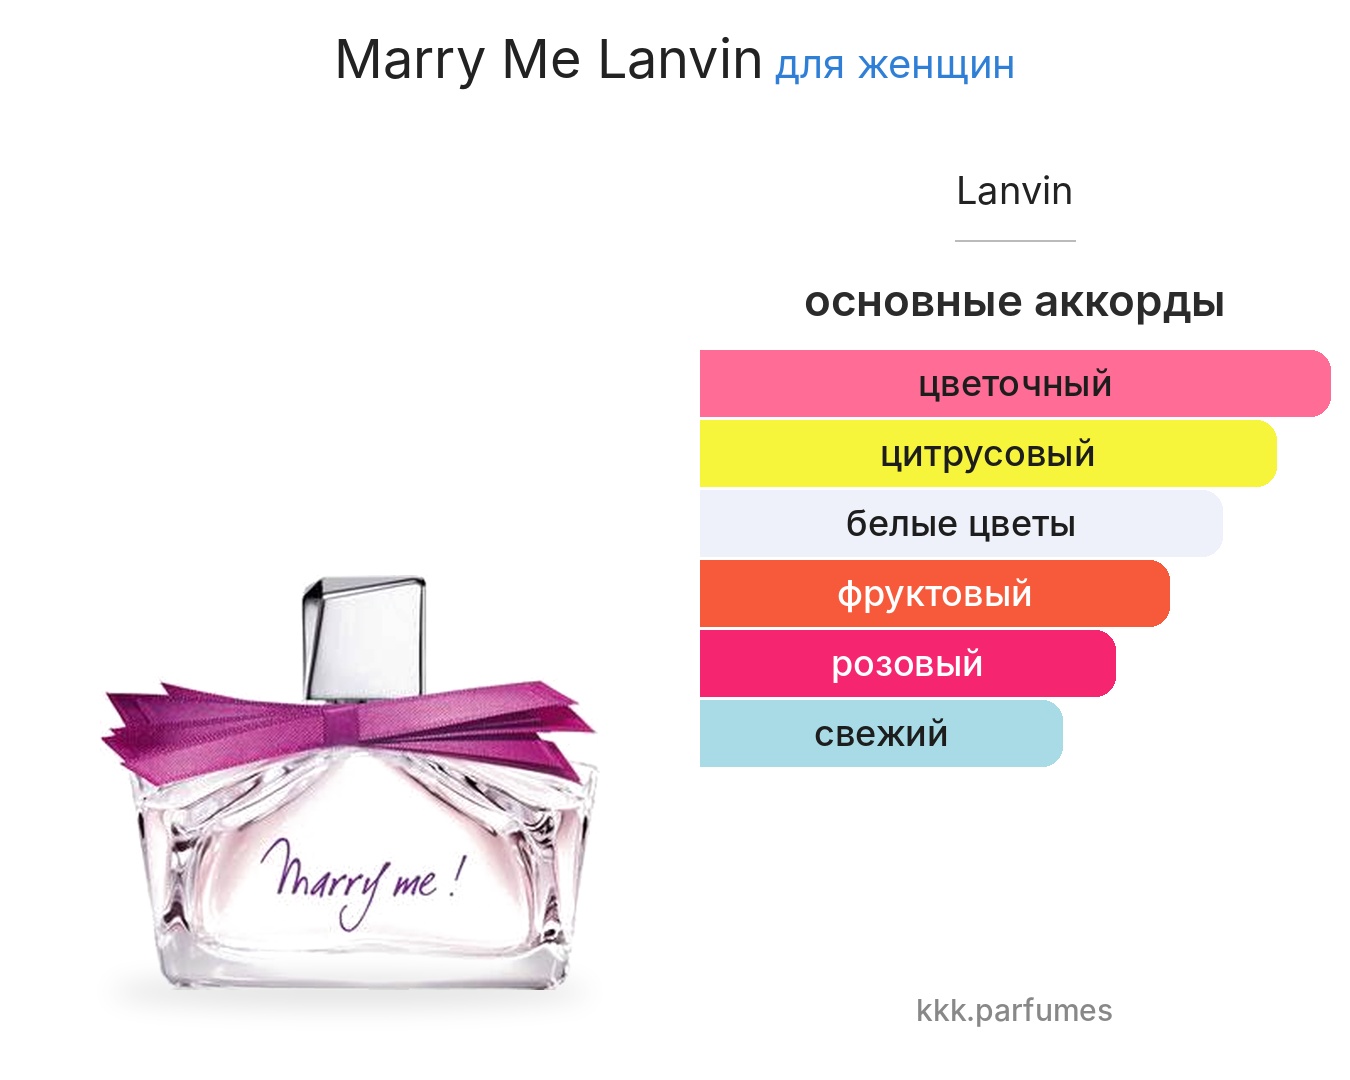 Marry Me Lanvin для женщин
Lanvin
основные аккорды
цветочный
цитрусовый
белые цветы
фруктовый
розовый
свежий
Marry me !
kkk.parfumes